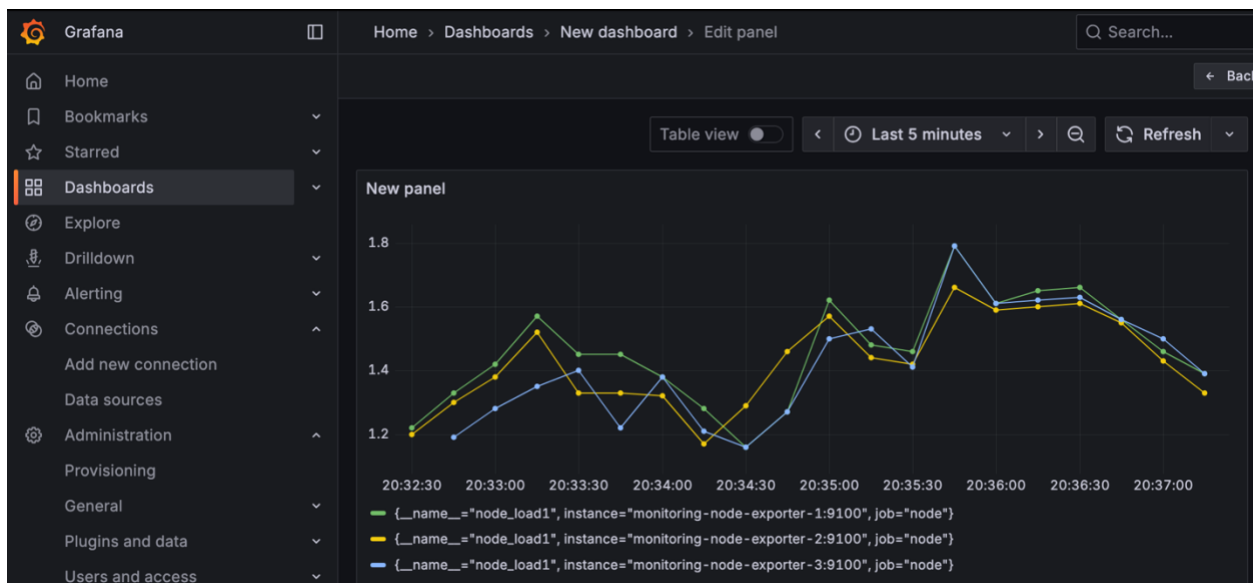 Grafana
Home › Dashboards › New dashboard › Edit panel
Search...
Home
Bookmarks
Starred
Dashboards
Explore
Drilldown
Alerting
Connections
Add new connection
Data sources
Administration
Provisioning
General
Plugins and data
Users and access
Back
Table view
Last 5 minutes
Refresh
New panel
1.8
1.6
1.4
1.2
20:32:30 20:33:00 20:33:30 20:34:00 20:34:30 20:35:00 20:35:30 20:36:00 20:36:30 20:37:00
{__name__="node_load1", instance="monitoring-node-exporter-1:9100", job="node"}
{__name__="node_load1", instance="monitoring-node-exporter-2:9100", job="node"}
{__name__="node_load1", instance="monitoring-node-exporter-3:9100", job="node"}